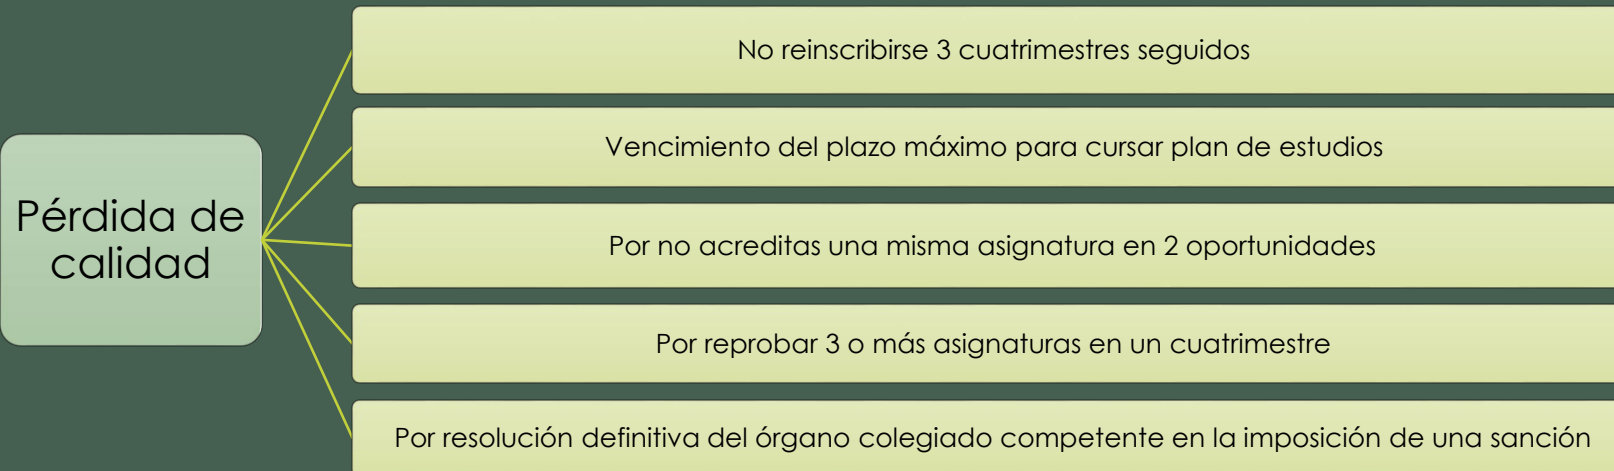 Pérdida de
calidad
No reinscribirse 3 cuatrimestres seguidos
Vencimiento del plazo máximo para cursar plan de estudios
Por no acreditas una misma asignatura en 2 oportunidades
Por reprobar 3 o más asignaturas en un cuatrimestre
Por resolución definitiva del órgano colegiado competente en la imposición de una sanción